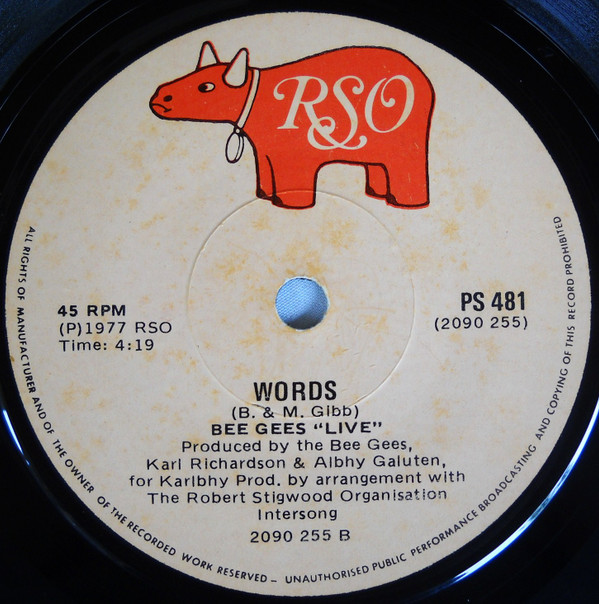 RSO
45 RPM
(P)1977 RSO
Time: 4:19
PS 481
(2090 255)
WORDS
(B. & M. Gibb)
BEE GEES “LIVE”
Produced by the Bee Gees,
Karl Richardson & Albhy Galuten,
for Karlbhy Prod. by arrangement with
The Robert Stigwood Organisation
Intersong
2090 255 B
ALL RIGHTS OF MANUFACTURER AND OF THE OWNER OF THE RECORDED WORK RESERVED – UNAUTHORISED PUBLIC PERFORMANCE BROADCASTING AND COPYING OF THIS RECORD PROHIBITED